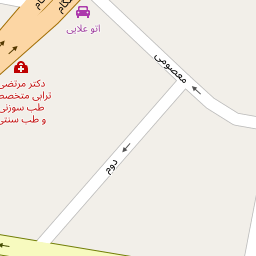 اتو علایی
معصومی
دکتر مرتضی
ترابی متخصص
طب سوزنی
و طب سنتی
دوم